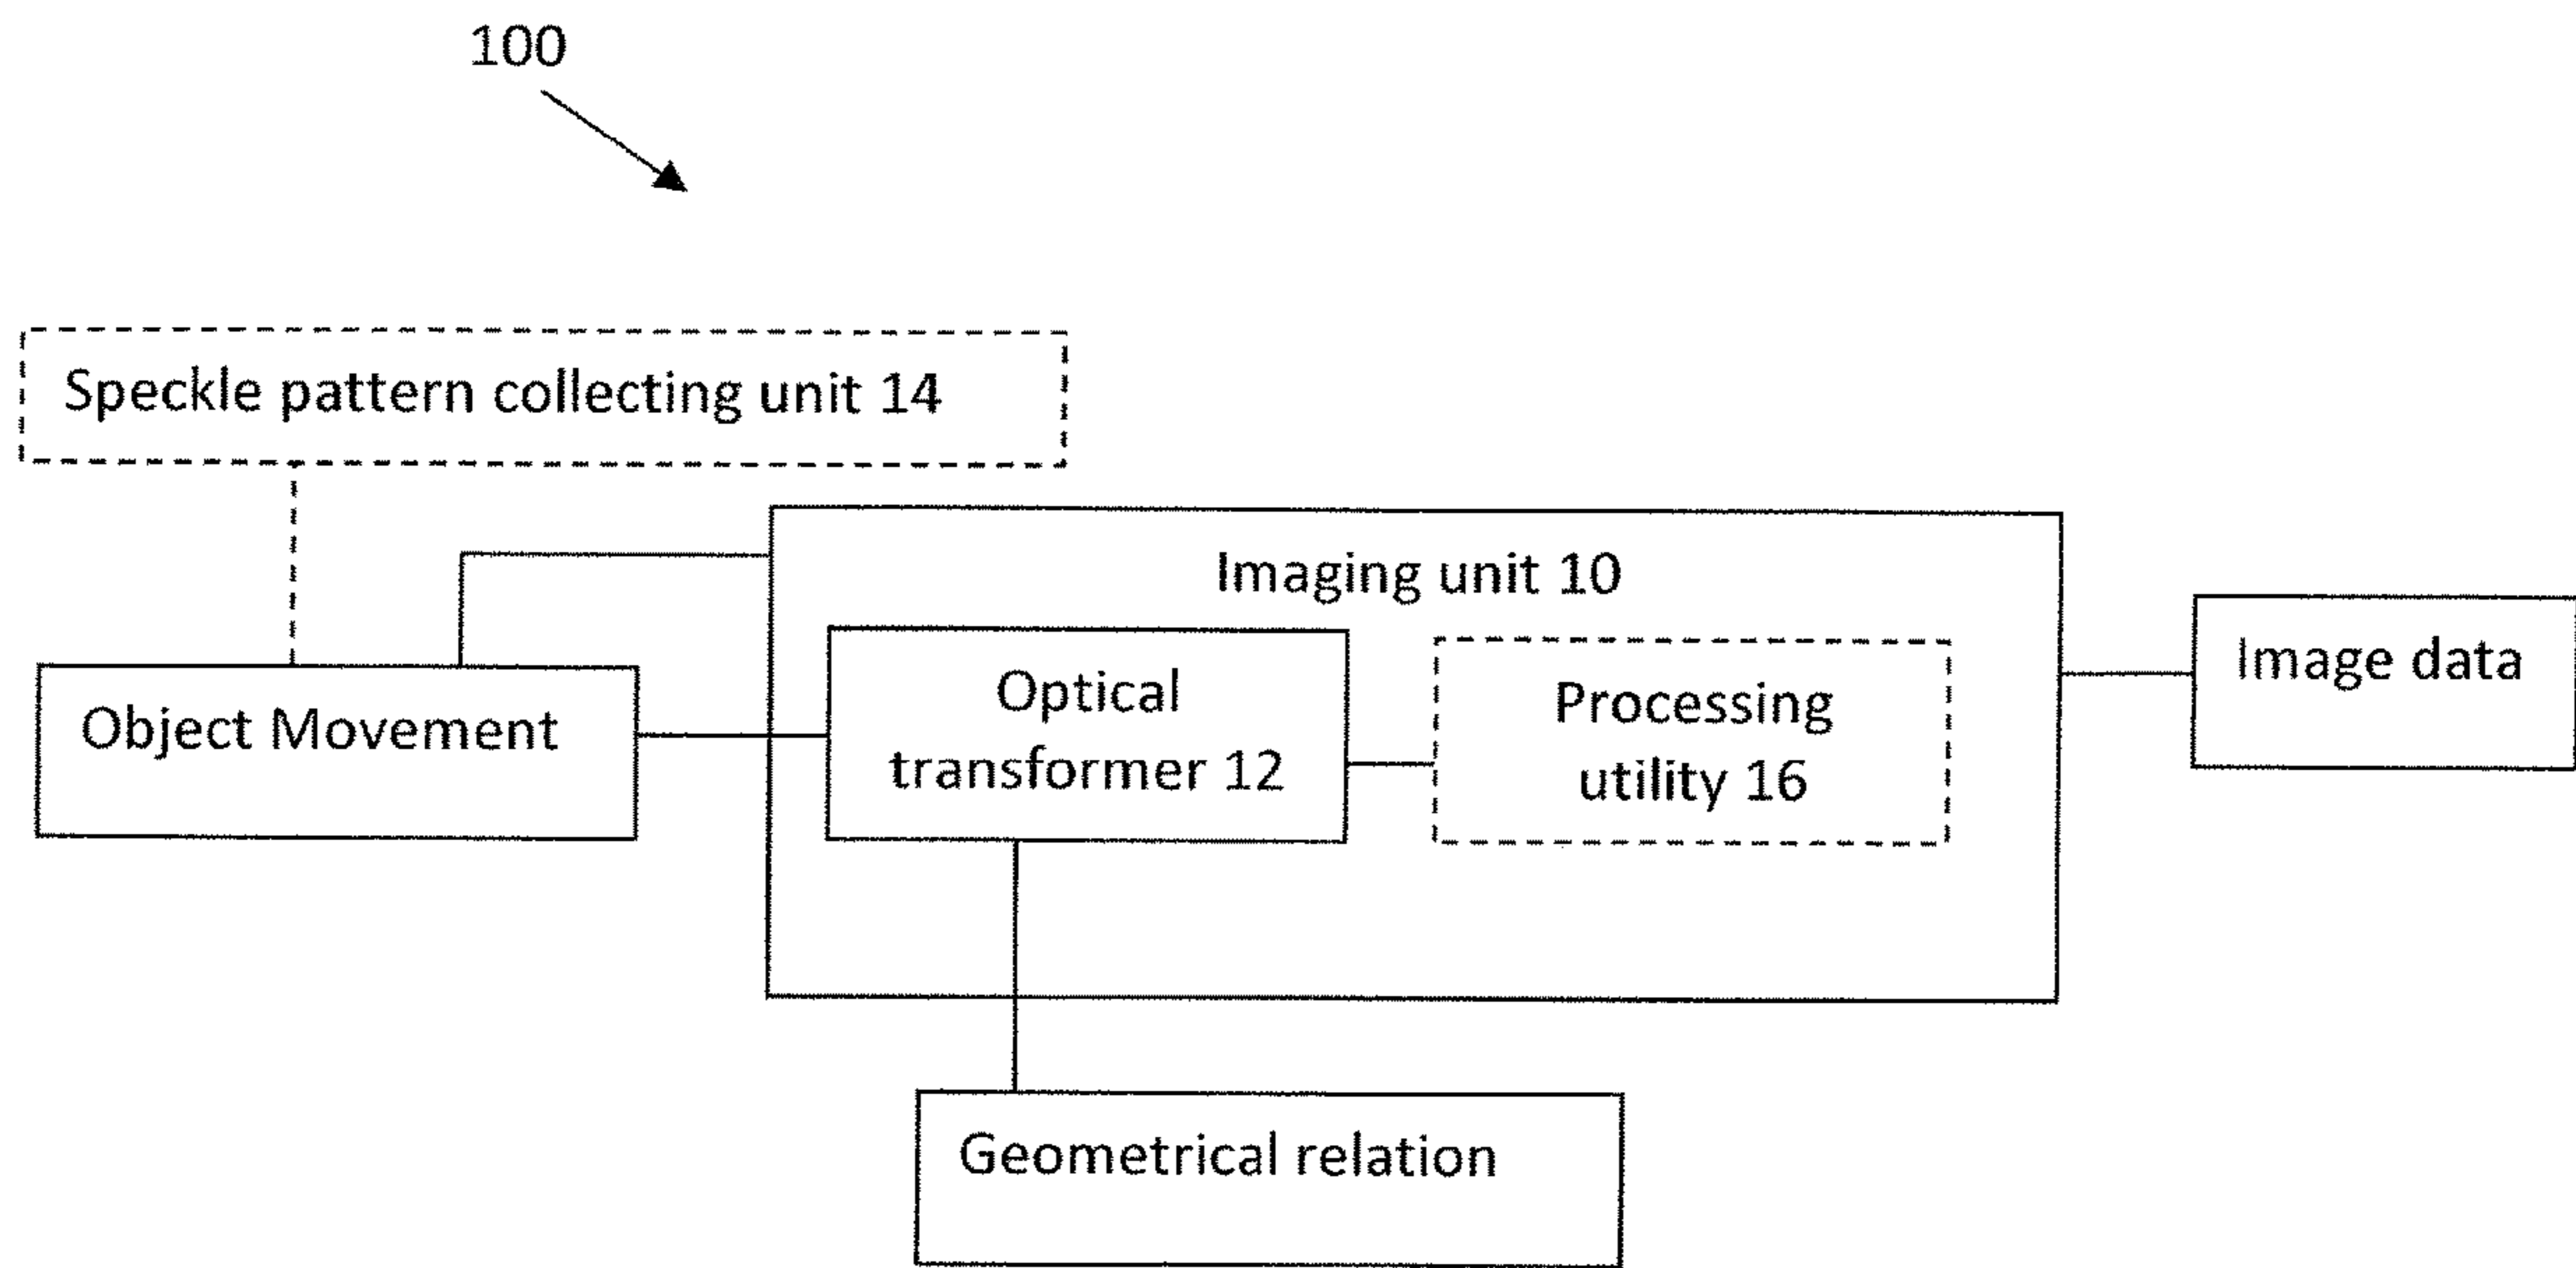 100
Speckle pattern collecting unit 14
Imaging unit 10
Object Movement
Optical
transformer 12
Processing
utility 16
Image data
Geometrical relation